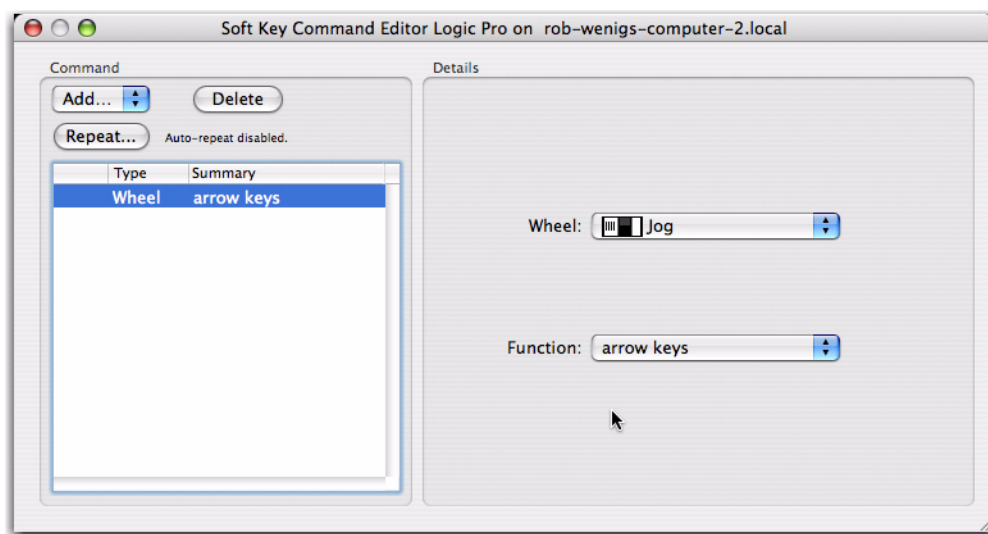 Soft Key Command Editor Logic Pro on rob-wenigs-computer-2.local
Command
Add...
Delete
Repeat...
Auto-repeat disabled.
Type Summary
Wheel arrow keys
Details
Wheel: Jog
Function: arrow keys